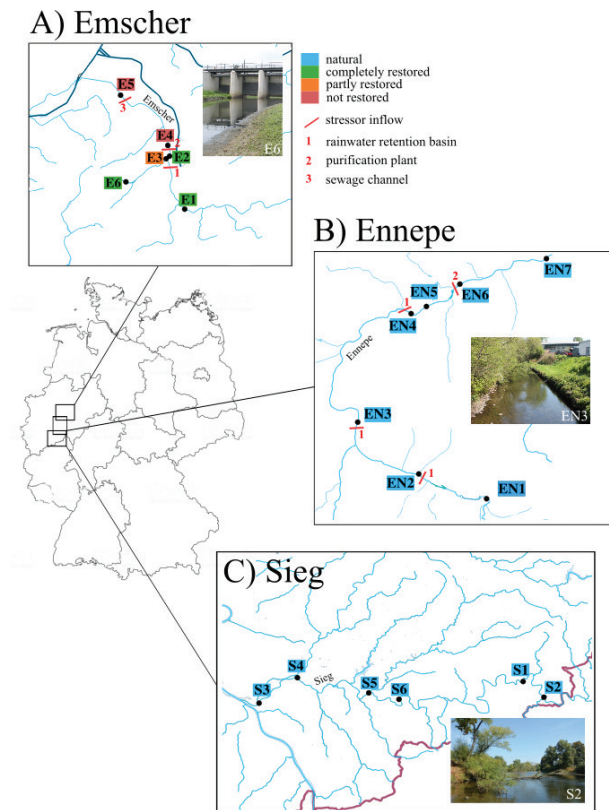 A) Emscher
E5
3
Emscher
E4
2
E3
E2
1
E6
E1
E6
natural
completely restored
partly restored
not restored
stressor inflow
1 rainwater retention basin
2 purification plant
3 sewage channel
B) Ennepe
EN7
2
EN6
EN5
1
EN4
Ennepe
EN3
1
EN3
EN2
1
EN1
C) Sieg
S4
Sieg
S1
S5
S6
S2
S3
S2